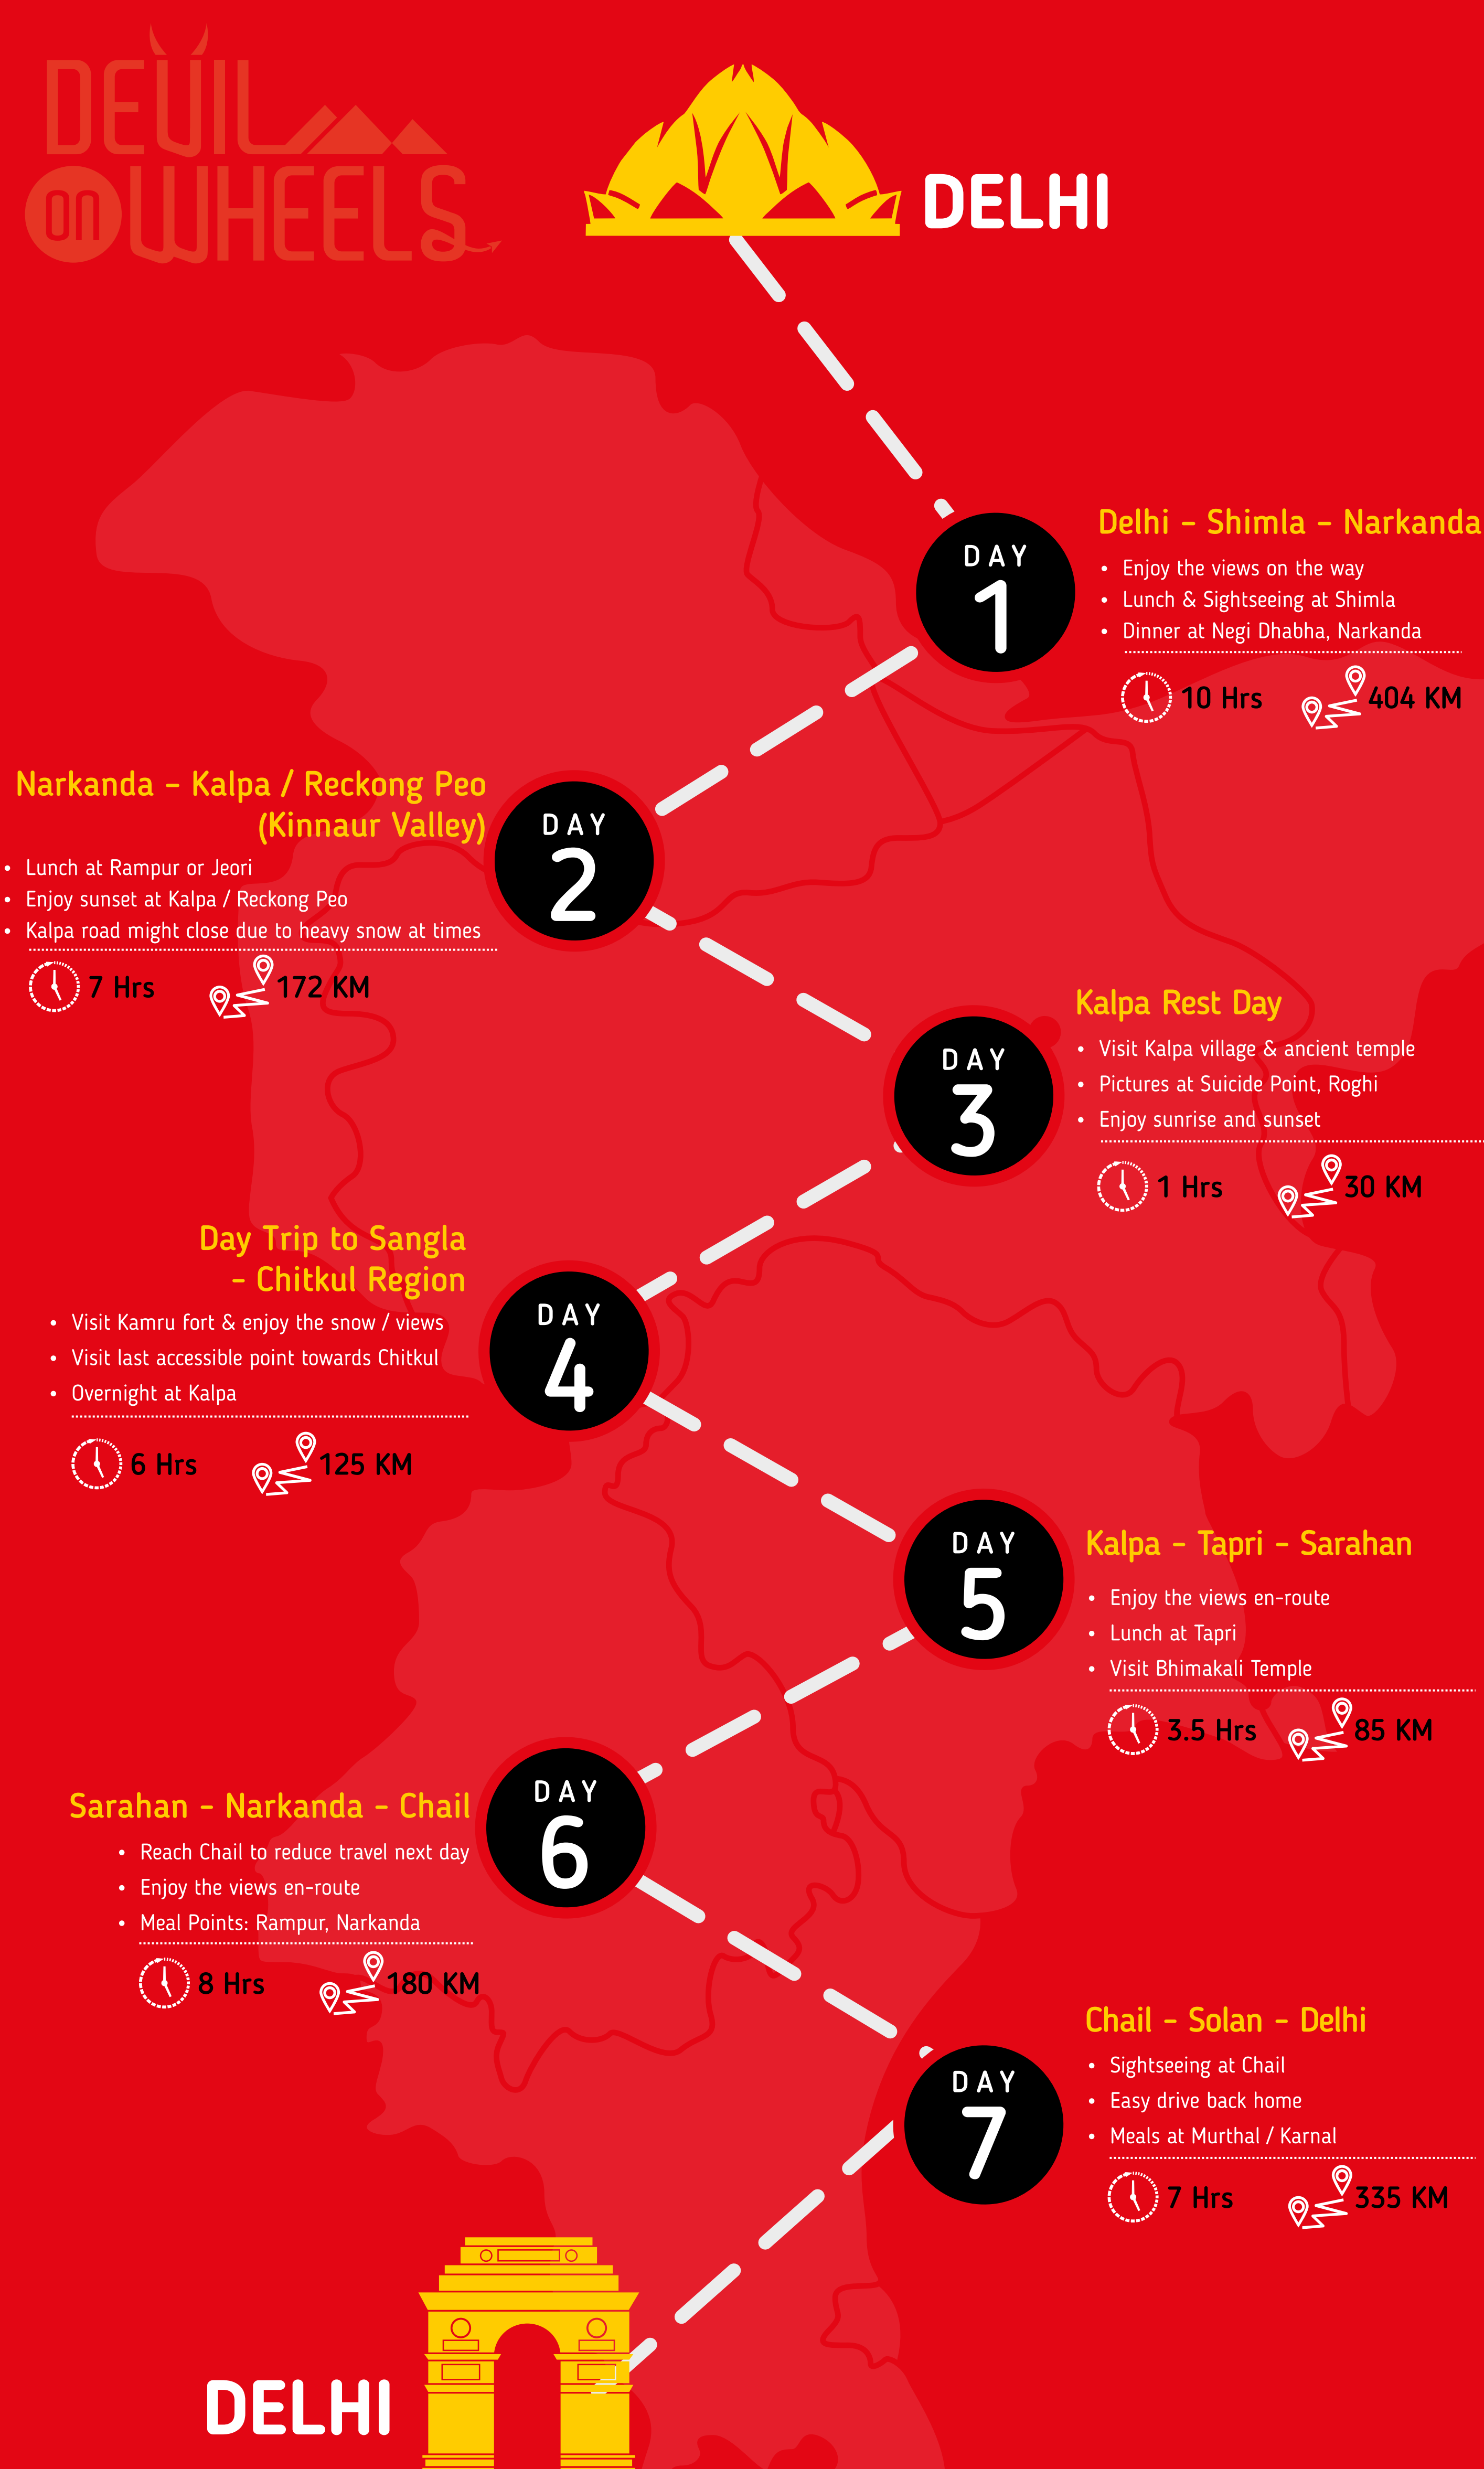 DEVIL
on WHEELS
DELHI
DAY
1
Delhi - Shimla - Narkanda
• Enjoy the views on the way
• Lunch & Sightseeing at Shimla
• Dinner at Negi Dhabha, Narkanda
10 Hrs 404 KM
Narkanda - Kalpa / Reckong Peo
(Kinnaur Valley)
DAY
2
• Lunch at Rampur or Jeori
• Enjoy sunset at Kalpa / Reckong Peo
• Kalpa road might close due to heavy snow at times
7 Hrs 172 KM
DAY
3
Kalpa Rest Day
• Visit Kalpa village & ancient temple
• Pictures at Suicide Point, Roghi
• Enjoy sunrise and sunset
1 Hrs 30 KM
Day Trip to Sangla
- Chitkul Region
DAY
4
• Visit Kamru fort & enjoy the snow / views
• Visit last accessible point towards Chitkul
• Overnight at Kalpa
6 Hrs 125 KM
DAY
5
Kalpa - Tapri - Sarahan
• Enjoy the views en-route
• Lunch at Tapri
• Visit Bhimakali Temple
3.5 Hrs 85 KM
Sarahan - Narkanda - Chail
DAY
6
• Reach Chail to reduce travel next day
• Enjoy the views en-route
• Meal Points: Rampur, Narkanda
8 Hrs 180 KM
DAY
7
Chail - Solan - Delhi
• Sightseeing at Chail
• Easy drive back home
• Meals at Murthal / Karnal
7 Hrs 335 KM
DELHI